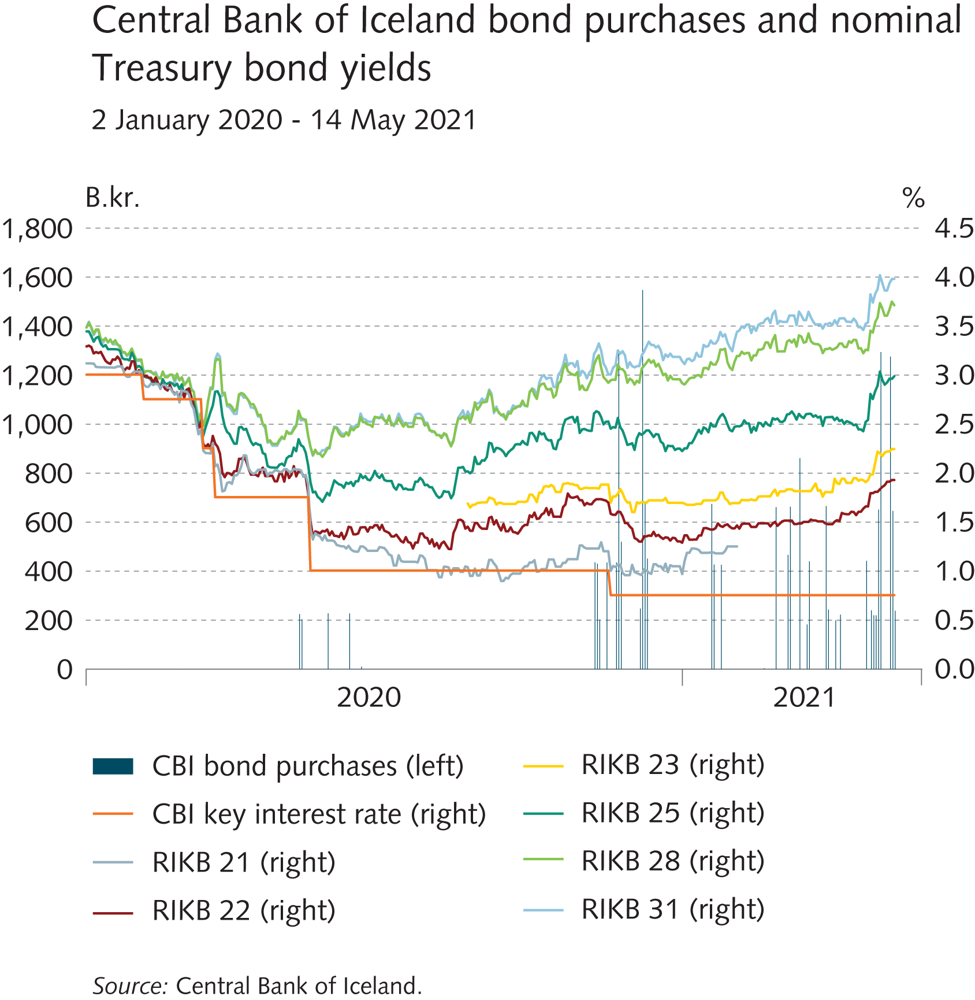 Central Bank of Iceland bond purchases and nominal
Treasury bond yields
2 January 2020 - 14 May 2021
B.kr. %
1,800 4.5
1,600 4.0
1,400 3.5
1,200 3.0
1,000 2.5
800 2.0
600 1.5
400 1.0
200 0.5
0 0.0
2020 2021
CBI bond purchases (left)
CBI key interest rate (right)
RIKB 21 (right)
RIKB 22 (right)
RIKB 23 (right)
RIKB 25 (right)
RIKB 28 (right)
RIKB 31 (right)
Source: Central Bank of Iceland.